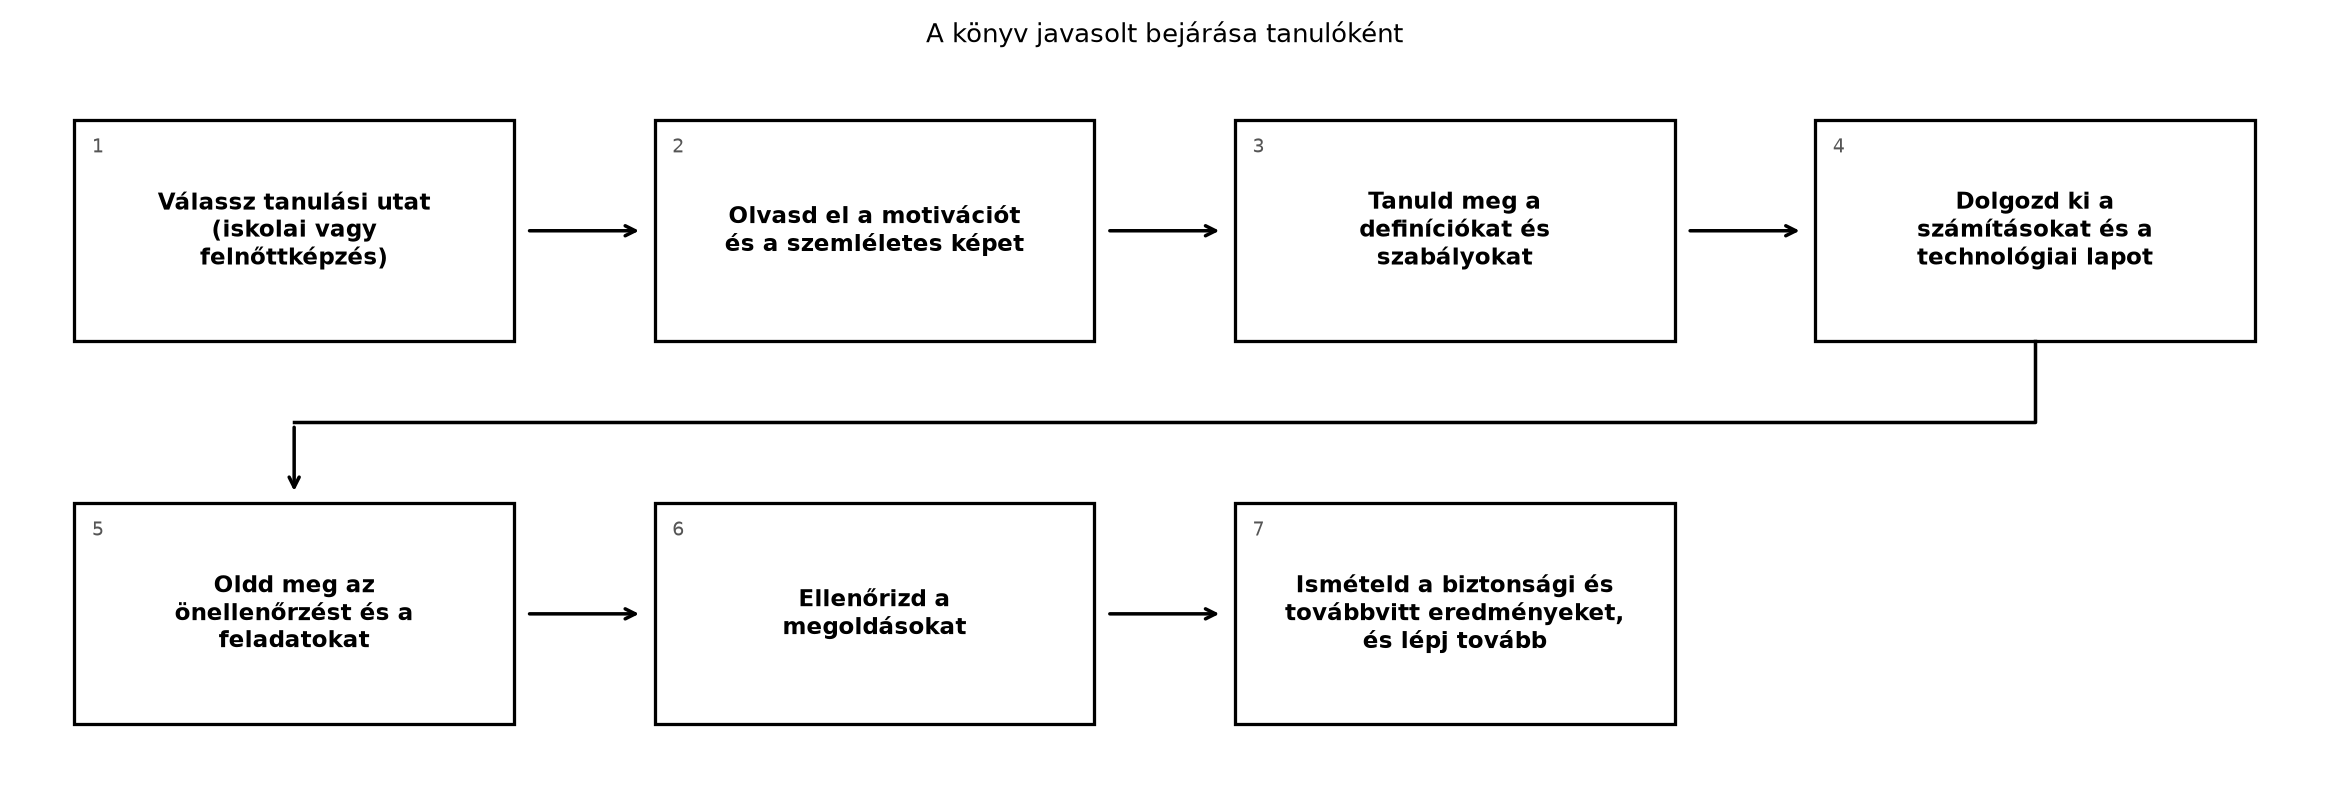 A könyv javasolt bejárása tanulóként
1
Válassz tanulási utat
(iskolai vagy
felnőttképzés)
2
Olvasd el a motivációt
és a szemléletes képet
3
Tanuld meg a
definíciókat és
szabályokat
4
Dolgozd ki a
számításokat és a
technológiai lapot
5
Oldd meg az
önellenőrzést és a
feladatokat
6
Ellenőrizd a
megoldásokat
7
Ismételd a biztonsági és
továbbvitt eredményeket,
és lépj tovább